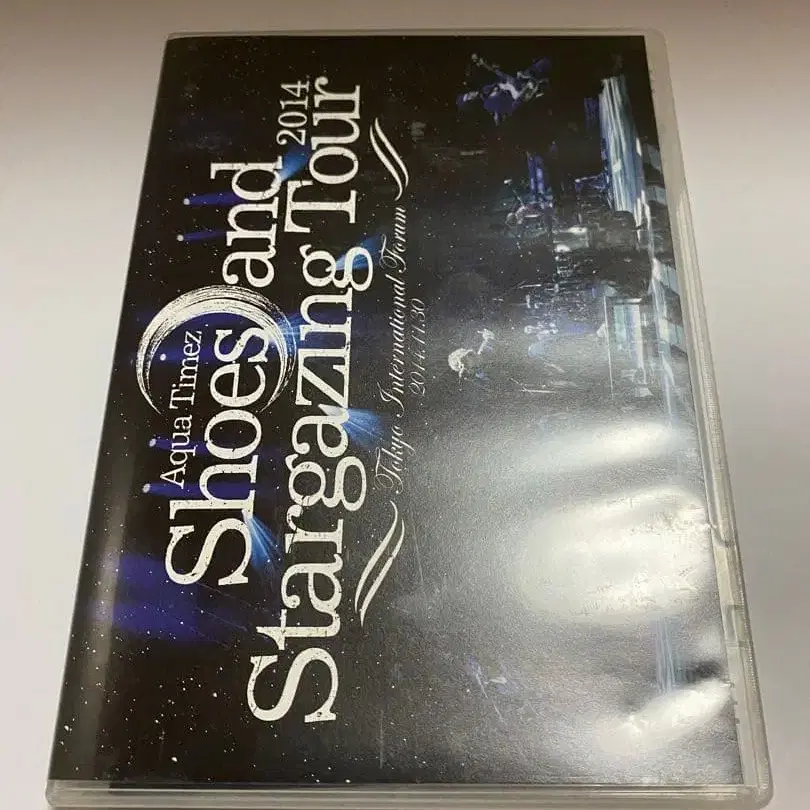 Aqua Timez
Shoes and
Stargazing Tour 2014
Tokyo International Forum
2014.11.30